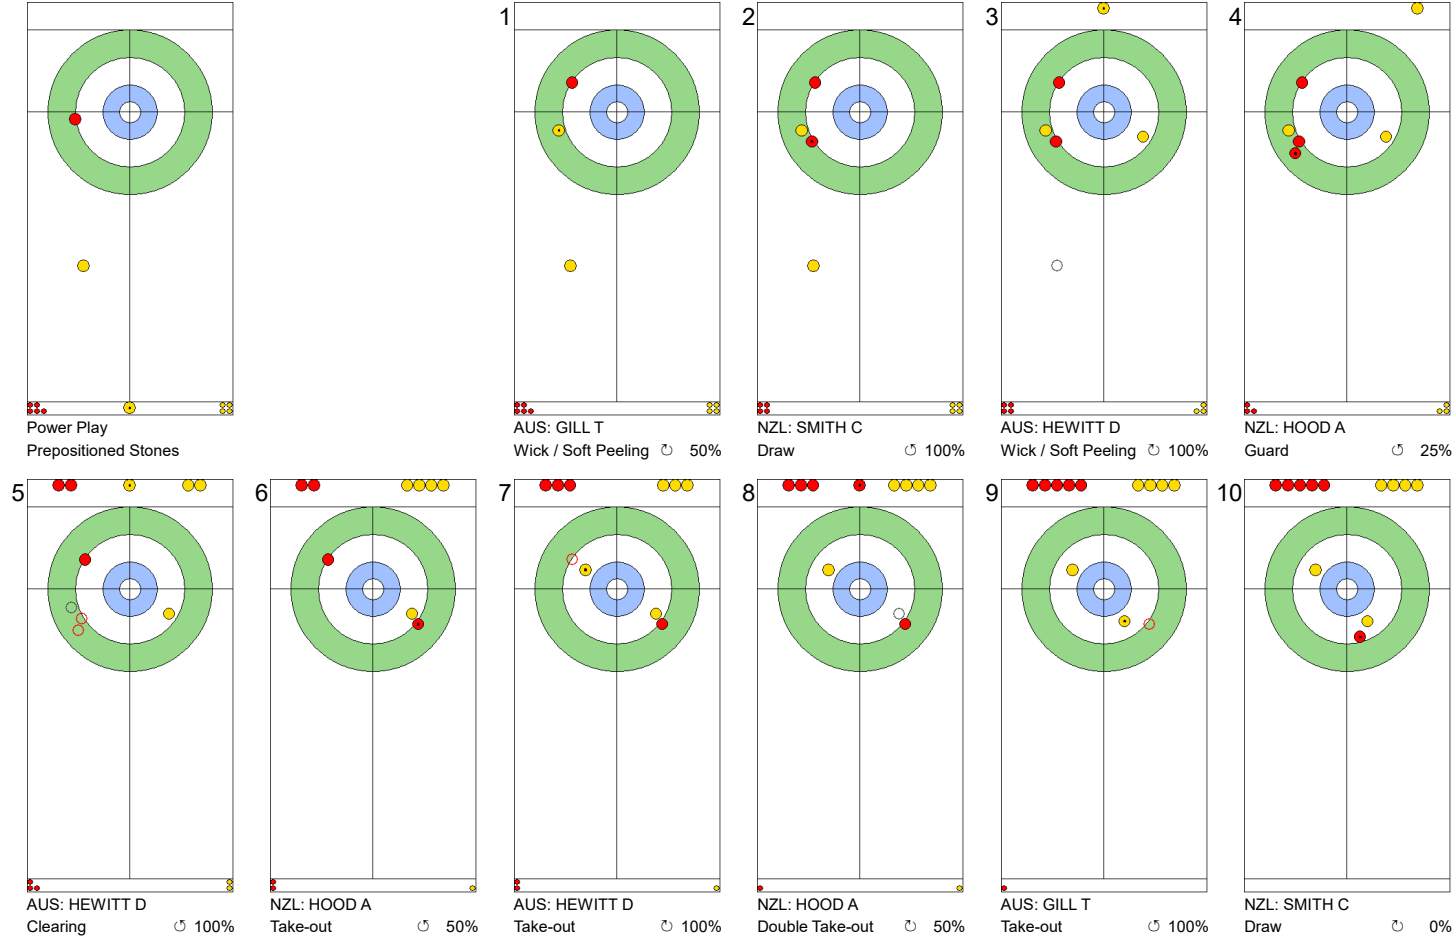 1
2
3
4
Power Play
Prepositioned Stones
AUS: GILL T
Wick / Soft Peeling 50%
NZL: SMITH C
Draw 100%
AUS: HEWITT D
Wick / Soft Peeling 100%
NZL: HOOD A
Guard 25%
5
6
7
8
9
10
AUS: HEWITT D
Clearing 100%
NZL: HOOD A
Take-out 50%
AUS: HEWITT D
Take-out 100%
NZL: HOOD A
Double Take-out 50%
AUS: GILL T
Take-out 100%
NZL: SMITH C
Draw 0%